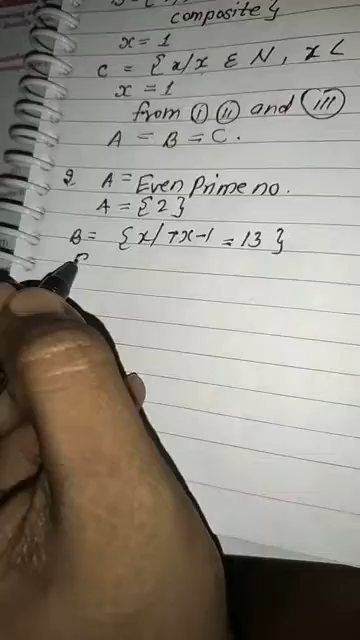 composite}
x = 1
C = {x/x ∈ N, x <
x = 1
from (i) (ii) and (iii)
A = B = C.
2. A = Even Prime no.
A = {2}
B = {x/7x-1 = 13}